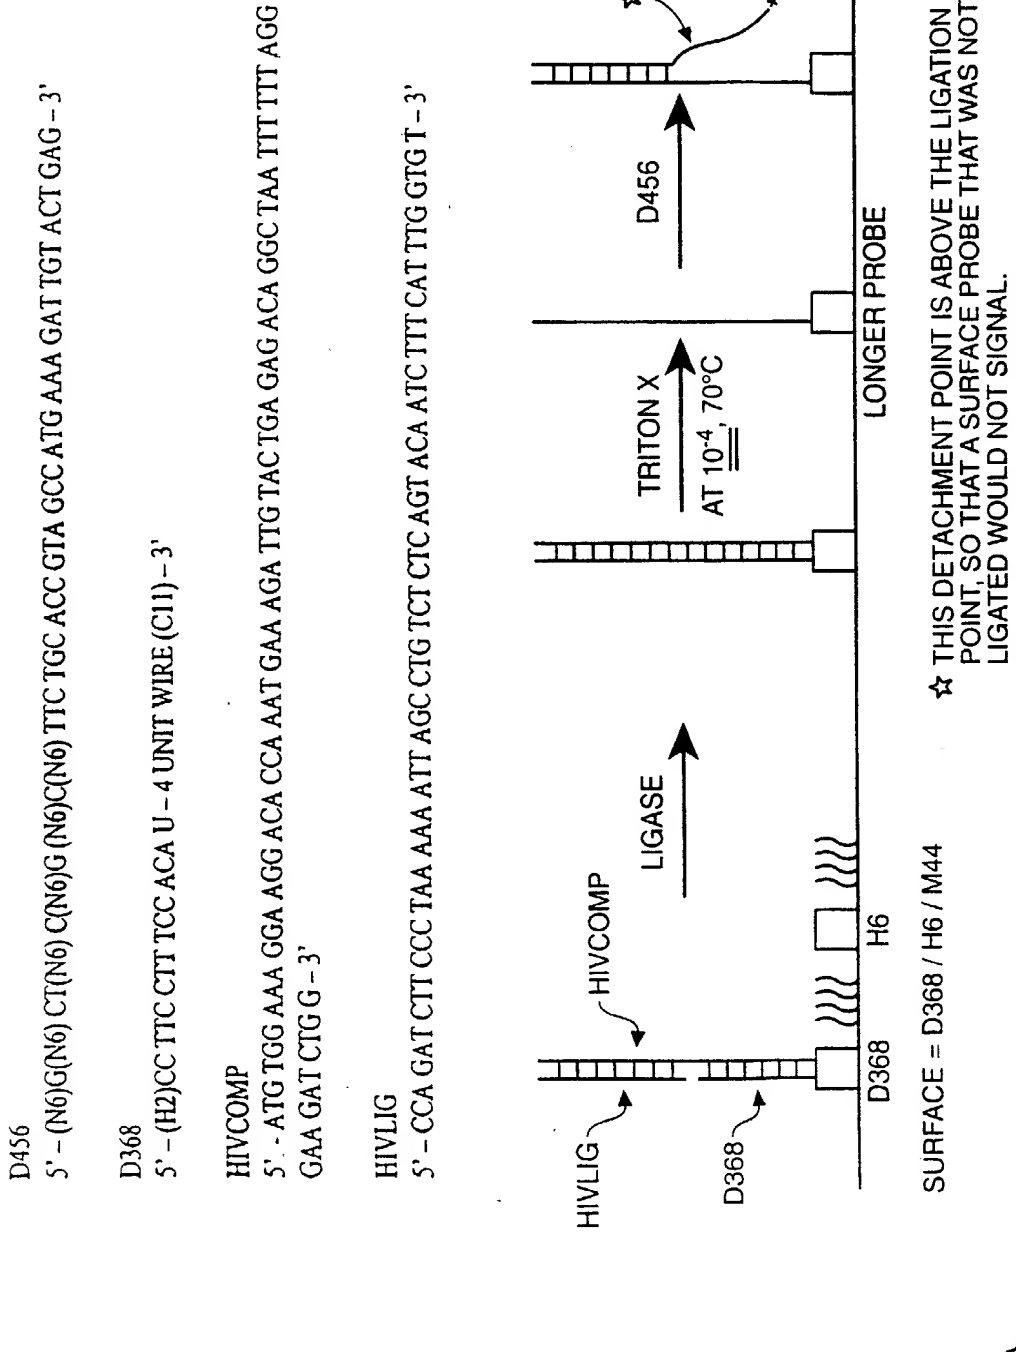 D456
5' – (N6)G(N6) CT(N6) C(N6)G (N6)C(N6) TTC TGC ACC GTA GCC ATG AAA GAT TGT ACT GAG – 3'
D368
5' – (H2)CC TTC CTT TCC ACA U – 4 UNIT WIRE (C11) – 3'
HIVCOMP
5' - ATG TGG AAA GGA AGG ACA CCA AAT GAA AGA TTG TAC TGA GAG ACA GGC TAA TTT TTT AGG
GAA GAT CTG G – 3'
HIVLIG
5' – CCA GAT CTT CCC TAA AAA ATT AGC CTG TCT CTC AGT ACA ATC TTT CAT TTG GTG T – 3'
HIVLIG
D368
HIVCOMP
LIGASE
TRITON X
AT 10-4, 70°C
D456
D368
H6
LONGER PROBE
SURFACE = D368 / H6 / M44
☆ THIS DETACHMENT POINT IS ABOVE THE LIGATION
POINT, SO THAT A SURFACE PROBE THAT WAS NOT
LIGATED WOULD NOT SIGNAL.